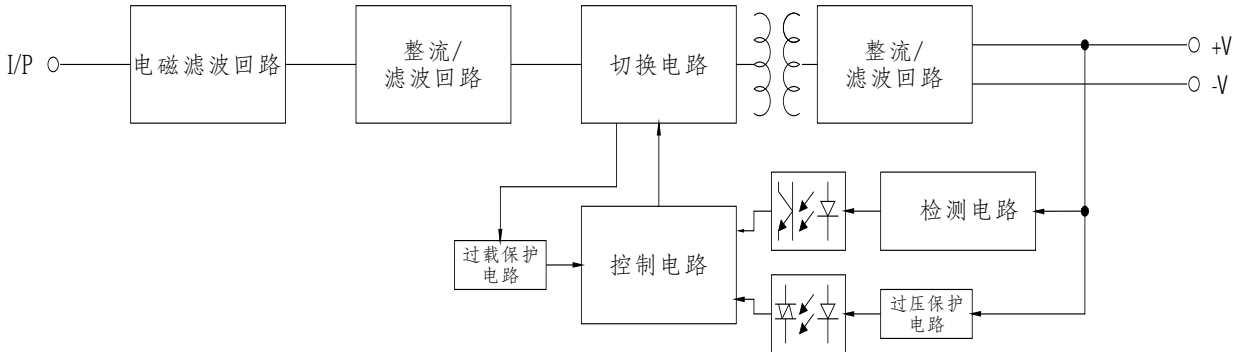 I/P
电磁滤波回路
整流/
滤波回路
切换电路
整流/
滤波回路
+V
-V
检测电路
过载保护
电路
控制电路
过压保护
电路